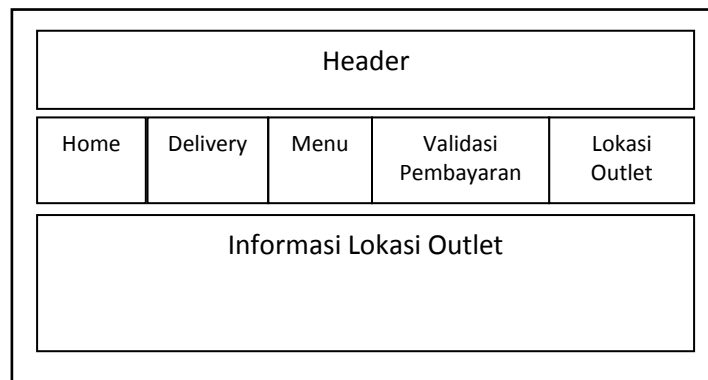 Header
Home
Delivery
Menu
Validasi
Pembayaran
Lokasi
Outlet
Informasi Lokasi Outlet